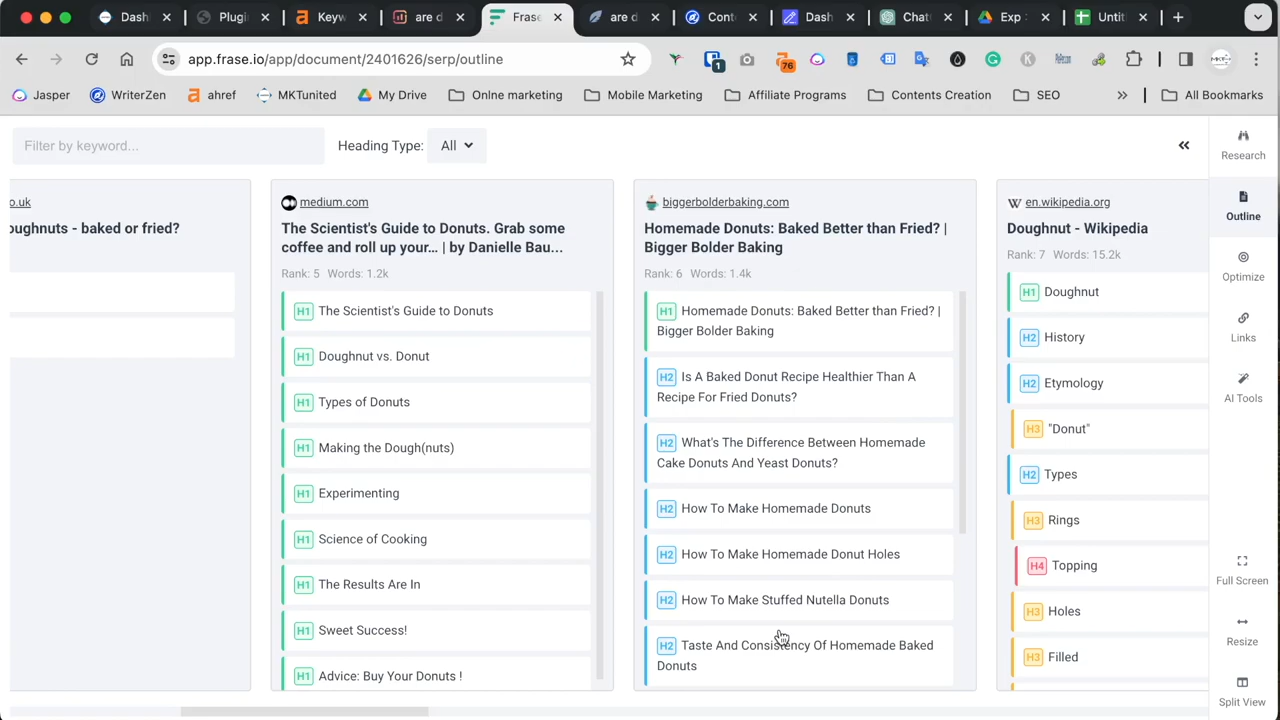 Dash
Plugi
Keyw
are d
Frase
are d
Cont
Dash
Chat
Exp
Untit
app.frase.io/app/document/2401626/serp/outline
1
76
Jasper
WriterZen
ahref
MKTunited
My Drive
Onlne marketing
Mobile Marketing
Affiliate Programs
Contents Creation
SEO
All Bookmarks
Filter by keyword...
Heading Type:
All
o.uk
oughnuts - baked or fried?
medium.com
The Scientist's Guide to Donuts. Grab some
coffee and roll up your... | by Danielle Bau...
Rank: 5 Words: 1.2k
H1 The Scientist's Guide to Donuts
H1 Doughnut vs. Donut
H1 Types of Donuts
H1 Making the Dough(nuts)
H1 Experimenting
H1 Science of Cooking
H1 The Results Are In
H1 Sweet Success!
H1 Advice: Buy Your Donuts !
biggerbolderbaking.com
Homemade Donuts: Baked Better than Fried? |
Bigger Bolder Baking
Rank: 6 Words: 1.4k
H1 Homemade Donuts: Baked Better than Fried? |
Bigger Bolder Baking
H2 Is A Baked Donut Recipe Healthier Than A
Recipe For Fried Donuts?
H2 What's The Difference Between Homemade
Cake Donuts And Yeast Donuts?
H2 How To Make Homemade Donuts
H2 How To Make Homemade Donut Holes
H2 How To Make Stuffed Nutella Donuts
H2 Taste And Consistency Of Homemade Baked
Donuts
en.wikipedia.org
Doughnut - Wikipedia
Rank: 7 Words: 15.2k
H1 Doughnut
H2 History
H2 Etymology
H3 "Donut"
H2 Types
H3 Rings
H4 Topping
H3 Holes
H3 Filled
Research
Outline
Optimize
Links
AI Tools
Full Screen
Resize
Split View